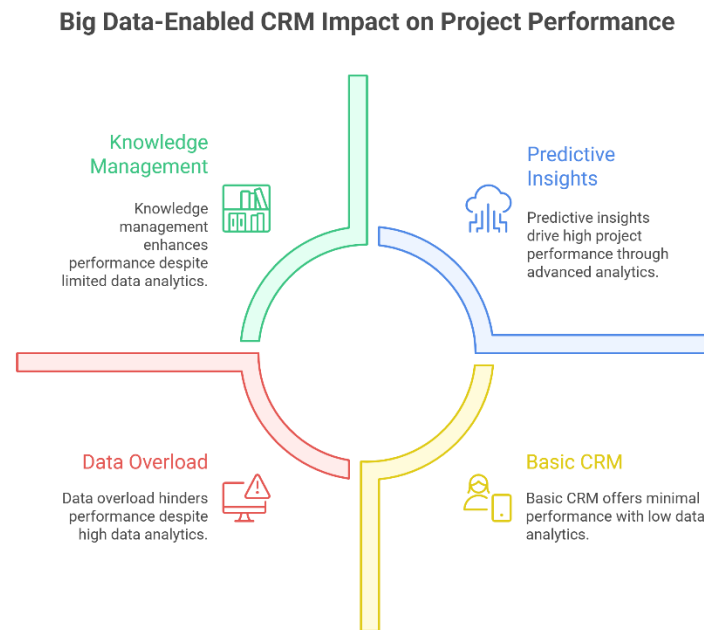 Big Data-Enabled CRM Impact on Project Performance
Knowledge
Management
Knowledge
management
enhances
performance despite
limited data analytics.
Predictive
Insights
Predictive insights
drive high project
performance through
advanced analytics.
Data Overload
Data overload hinders
performance despite
high data analytics.
Basic CRM
Basic CRM offers minimal
performance with low data
analytics.